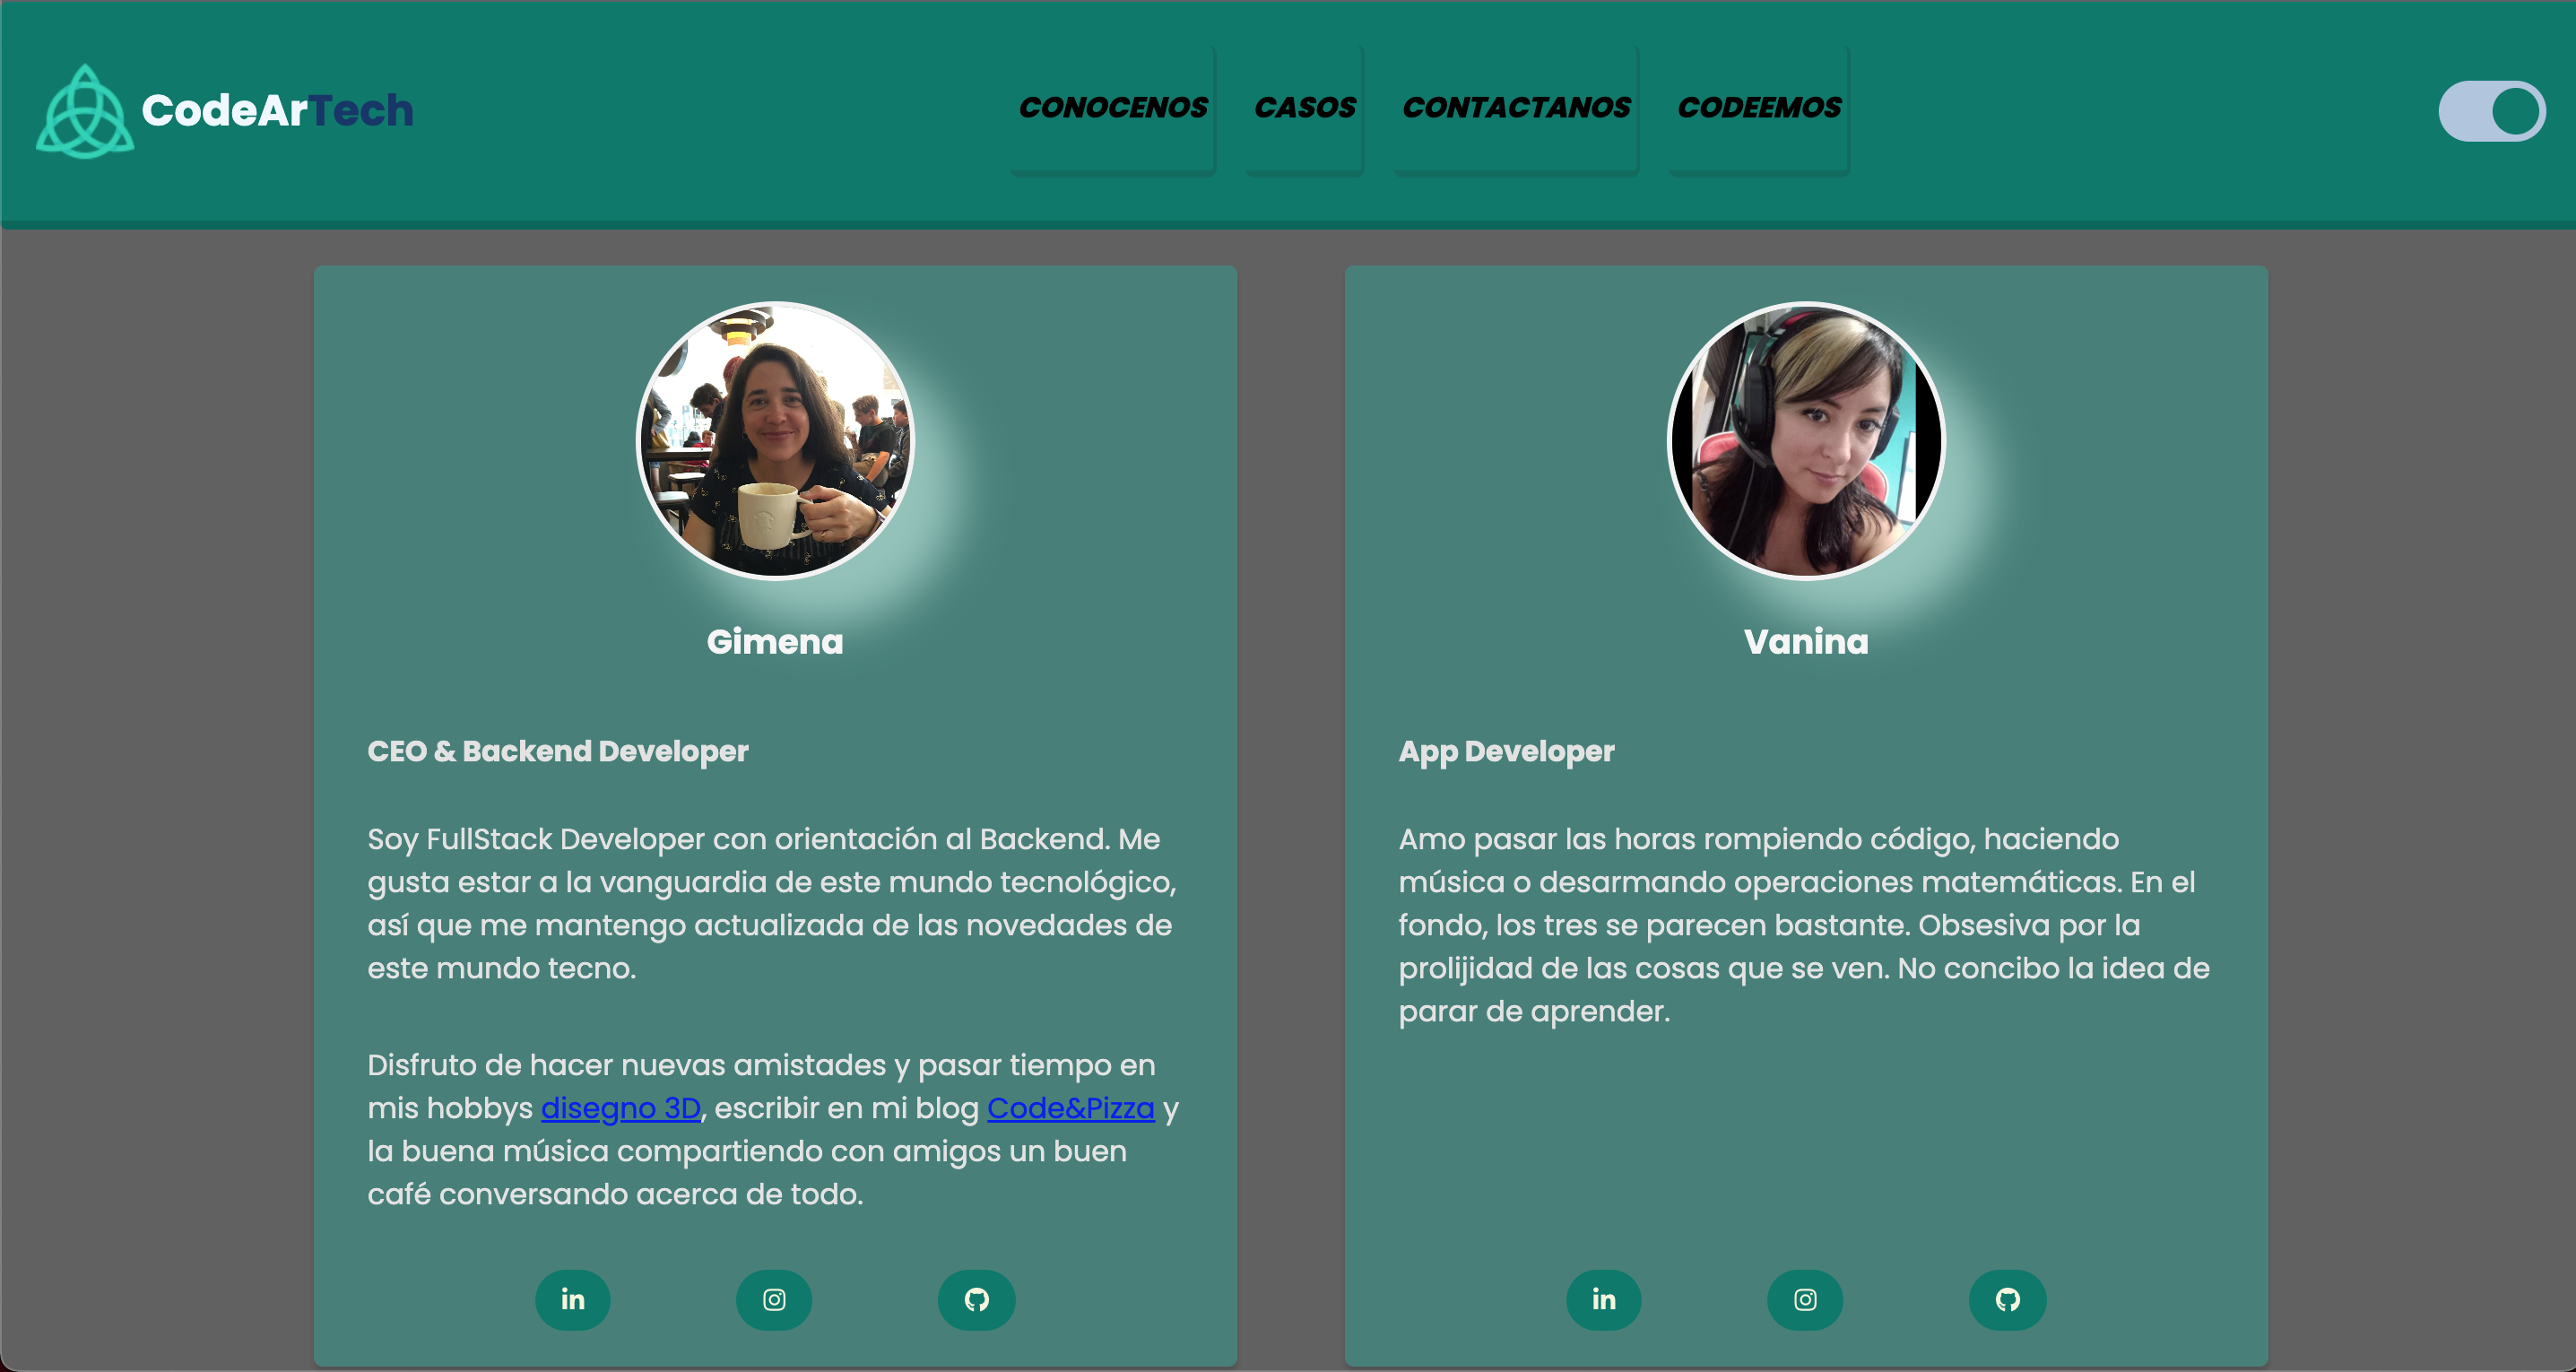 CodeArTech
CONOCENOS CASOS CONTACTANOS CODEEMOS
Gimena
CEO & Backend Developer
Soy FullStack Developer con orientación al Backend. Me
gusta estar a la vanguardia de este mundo tecnológico,
así que me mantengo actualizada de las novedades de
este mundo tecno.
Disfruto de hacer nuevas amistades y pasar tiempo en
mis hobbys disegno 3D, escribir en mi blog Code&Pizza y
la buena música compartiendo con amigos un buen
café conversando acerca de todo.
in
Vanina
App Developer
Amo pasar las horas rompiendo código, haciendo
música o desarmando operaciones matemáticas. En el
fondo, los tres se parecen bastante. Obsesiva por la
prolijidad de las cosas que se ven. No concibo la idea de
parar de aprender.
in